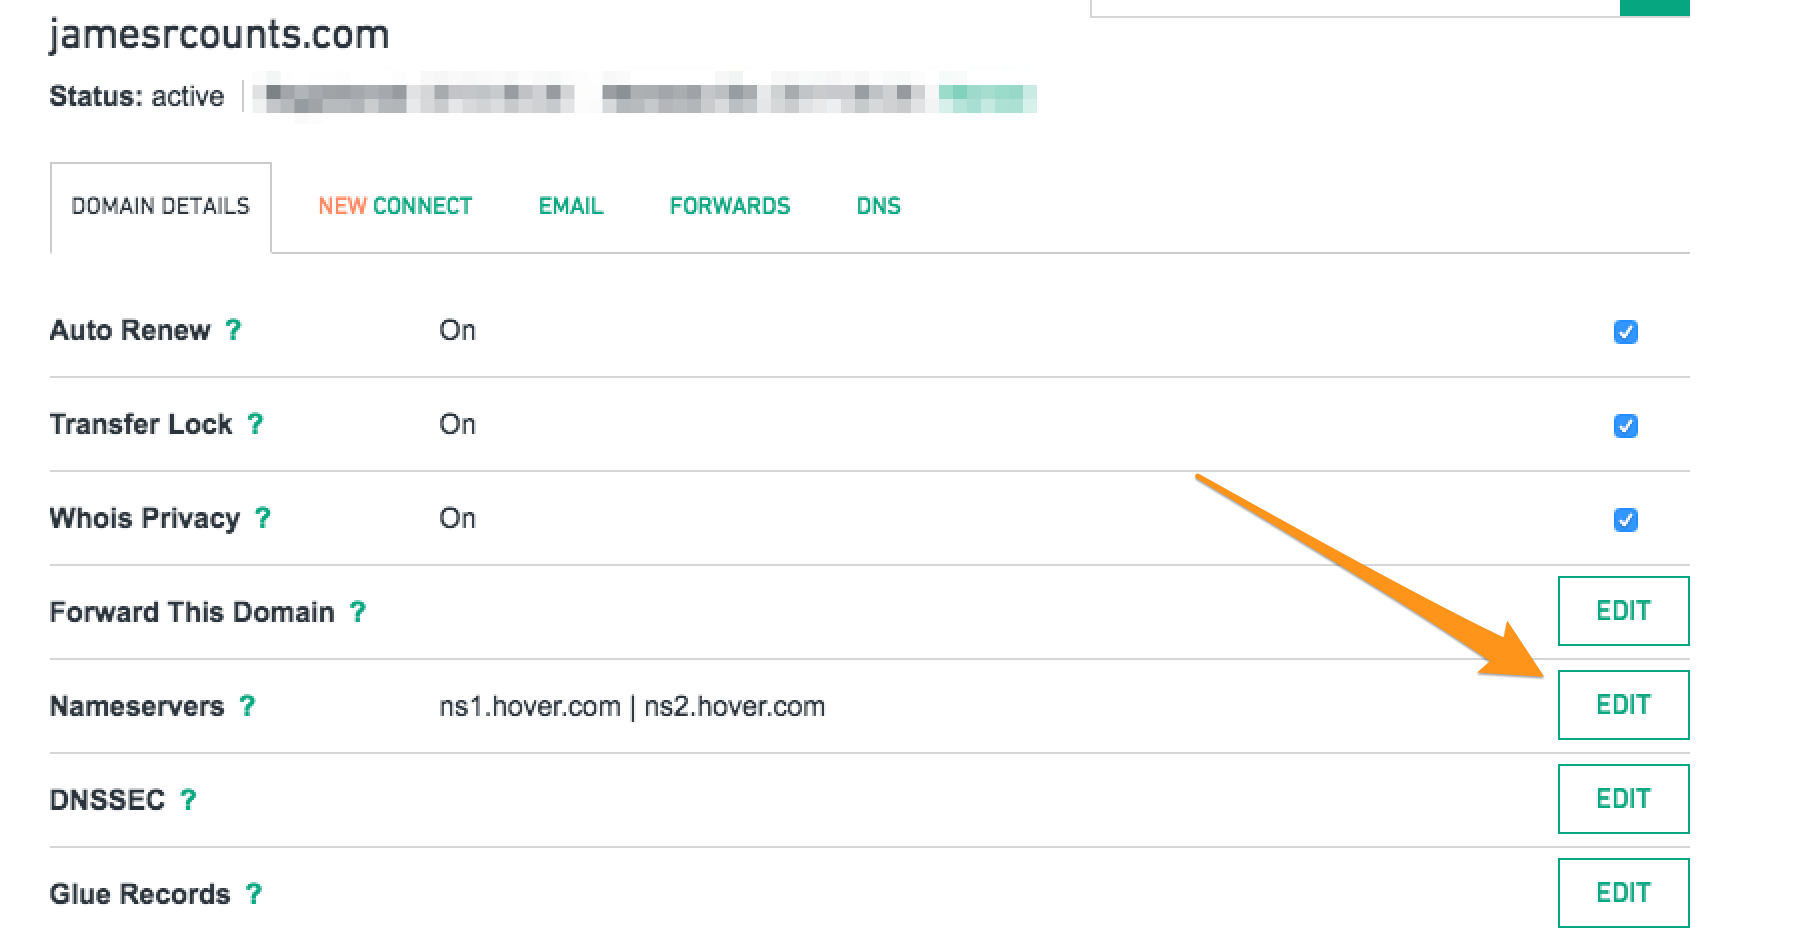 jamesrcounts.com
Status: active
DOMAIN DETAILS NEW CONNECT EMAIL FORWARDS DNS
Auto Renew ? On
Transfer Lock ? On
Whois Privacy ? On
Forward This Domain ? EDIT
Nameservers ? ns1.hover.com | ns2.hover.com EDIT
DNSSEC ? EDIT
Glue Records ? EDIT